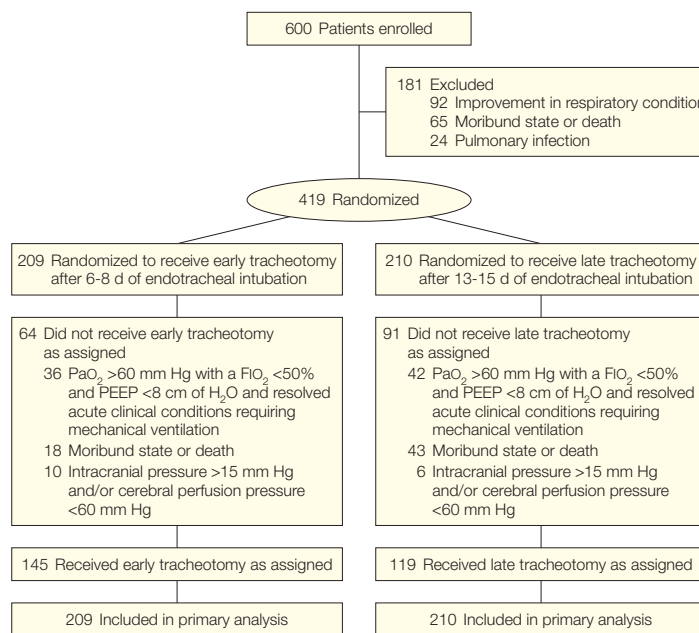 600 Patients enrolled
181 Excluded
92 Improvement in respiratory condition
65 Moribund state or death
24 Pulmonary infection
419 Randomized
209 Randomized to receive early tracheotomy
after 6-8 d of endotracheal intubation
210 Randomized to receive late tracheotomy
after 13-15 d of endotracheal intubation
64 Did not receive early tracheotomy
as assigned
36 PaO₂ >60 mm Hg with a FIO₂ <50%
and PEEP <8 cm of H₂O and resolved
acute clinical conditions requiring
mechanical ventilation
18 Moribund state or death
10 Intracranial pressure >15 mm Hg
and/or cerebral perfusion pressure
<60 mm Hg
91 Did not receive late tracheotomy
as assigned
42 PaO₂ >60 mm Hg with a FIO₂ <50%
and PEEP <8 cm of H₂O and resolved
acute clinical conditions requiring
mechanical ventilation
43 Moribund state or death
6 Intracranial pressure >15 mm Hg
and/or cerebral perfusion pressure
<60 mm Hg
145 Received early tracheotomy as assigned
119 Received late tracheotomy as assigned
209 Included in primary analysis
210 Included in primary analysis